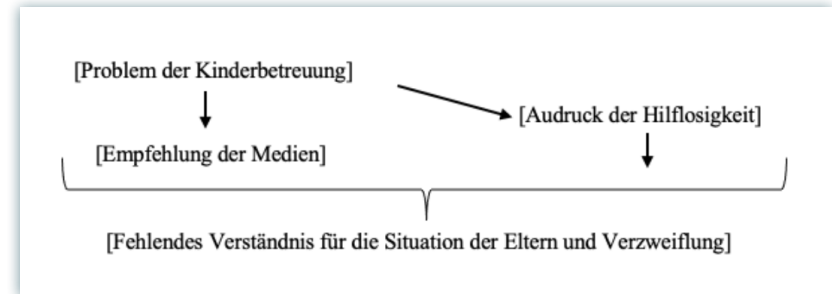 [Problem der Kinderbetreuung]
[Audruck der Hilflosigkeit]
[Empfehlung der Medien]
[Fehlendes Verständnis für die Situation der Eltern und Verzweiflung]